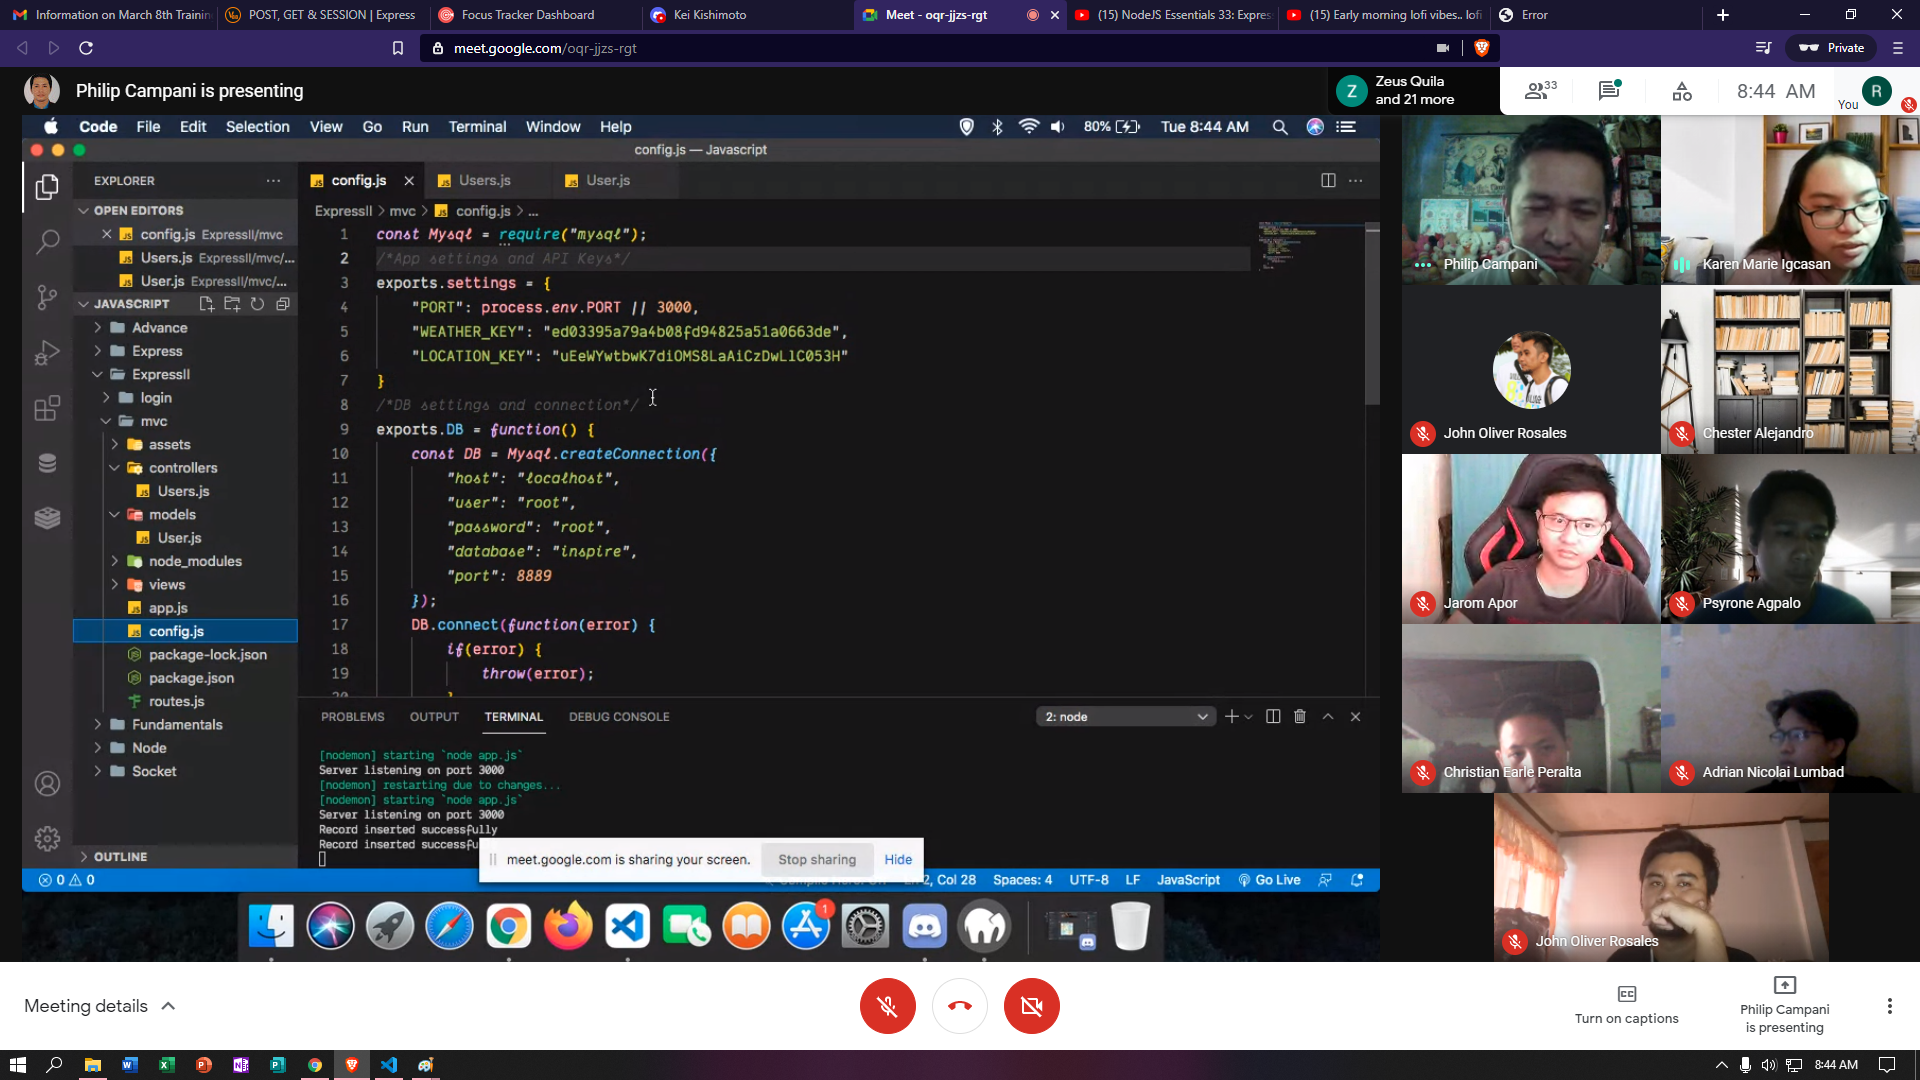 Information on March 8th Trainin
POST, GET & SESSION | Express
Focus Tracker Dashboard
Kei Kishimoto
Meet - oqr-jjzs-rgt
(15) NodeJS Essentials 33: Expres
(15) Early morning lofi vibes.. lofi
Error
meet.google.com/oqr-jjzs-rgt
Private
Philip Campani is presenting
Z
Zeus Quila
and 21 more
33
8:44 AM
You
R
Code File Edit Selection View Go Run Terminal Window Help
80%
Tue 8:44 AM
config.js — Javascript
EXPLORER
config.js
Users.js
User.js
OPEN EDITORS
config.js ExpressII/mvc
Users.js ExpressII/mvc/...
User.js ExpressII/mvc/...
JAVASCRIPT
Advance
Express
ExpressII
login
mvc
assets
controllers
Users.js
models
User.js
node_modules
views
app.js
config.js
package-lock.json
package.json
routes.js
Fundamentals
Node
Socket
OUTLINE
ExpressII > mvc > config.js > ...
1 const Mysql = require("mysql");
2 /*App settings and API Keys*/
3 exports.settings = {
4 "PORT": process.env.PORT || 3000,
5 "WEATHER_KEY": "ed03395a79a4b08fd94825a51a0663de",
6 "LOCATION_KEY": "uEeWYwtbwK7diOMS8LaAiCzDwLlC053H"
7 }
8 /*DB settings and connection*/
9 exports.DB = function() {
10 const DB = Mysql.createConnection({
11 "host": "localhost",
12 "user": "root",
13 "password": "root",
14 "database": "inspire",
15 "port": 8889
16 });
17 DB.connect(function(error) {
18 if(error) {
19 throw(error);
20 }
PROBLEMS OUTPUT TERMINAL DEBUG CONSOLE
2: node
[nodemon] starting `node app.js`
Server listening on port 3000
[nodemon] restarting due to changes...
[nodemon] starting `node app.js`
Server listening on port 3000
Record inserted successfully
Record inserted successfu
meet.google.com is sharing your screen.
Stop sharing
Hide
0 0
2, Col 28
Spaces: 4
UTF-8
LF
JavaScript
Go Live
1
Philip Campani
Karen Marie Igcasan
John Oliver Rosales
Chester Alejandro
Jarom Apor
Psyrone Agpalo
Christian Earle Peralta
Adrian Nicolai Lumbad
John Oliver Rosales
Meeting details
Turn on captions
Philip Campani
is presenting
8:44 AM